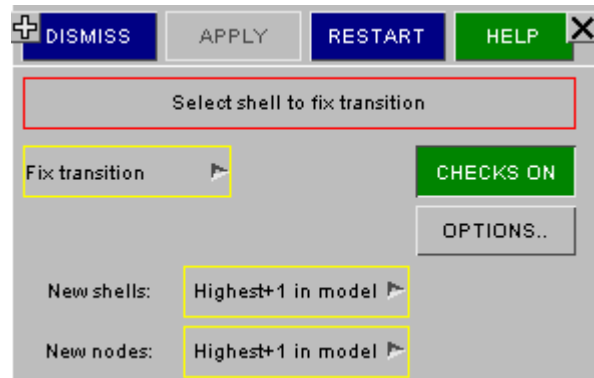 DISMISS APPLY RESTART HELP
Select shell to fix transition
Fix transition CHECKS ON
OPTIONS..
New shells: Highest+1 in model
New nodes: Highest+1 in model